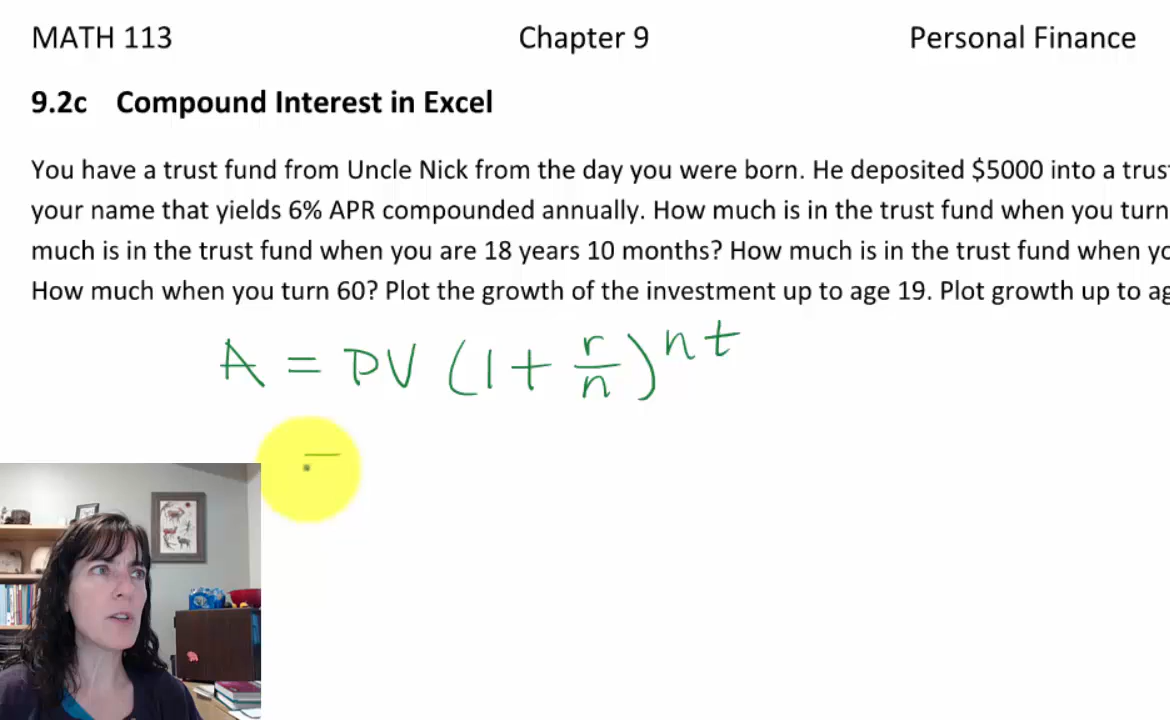 MATH 113 Chapter 9 Personal Finance
9.2c Compound Interest in Excel
You have a trust fund from Uncle Nick from the day you were born. He deposited $5000 into a trus
your name that yields 6% APR compounded annually. How much is in the trust fund when you turn
much is in the trust fund when you are 18 years 10 months? How much is in the trust fund when yo
How much when you turn 60? Plot the growth of the investment up to age 19. Plot growth up to ag
A = PV (1 + r/n)^nt